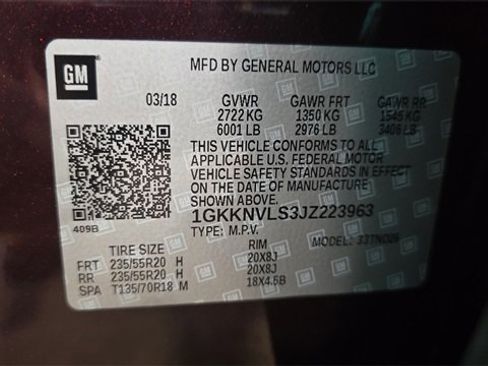 GM
MFD BY GENERAL MOTORS LLC
03/18 GVWR GAWR FRT GAWR RR
2722 KG 1350 KG 1545 KG
6001 LB 2976 LB 3406 LB
THIS VEHICLE CONFORMS TO ALL
APPLICABLE U.S. FEDERAL MOTOR
VEHICLE SAFETY STANDARDS IN EFFECT
ON THE DATE OF MANUFACTURE
SHOWN ABOVE.
409B 1GKKNVLS3JZ223963
TYPE: M.P.V. MODEL:
TIRE SIZE RIM
FRT 235/55R20 H 20X8J
RR 235/55R20 H 20X8J
SPA T135/70R18 M 18X4.5B